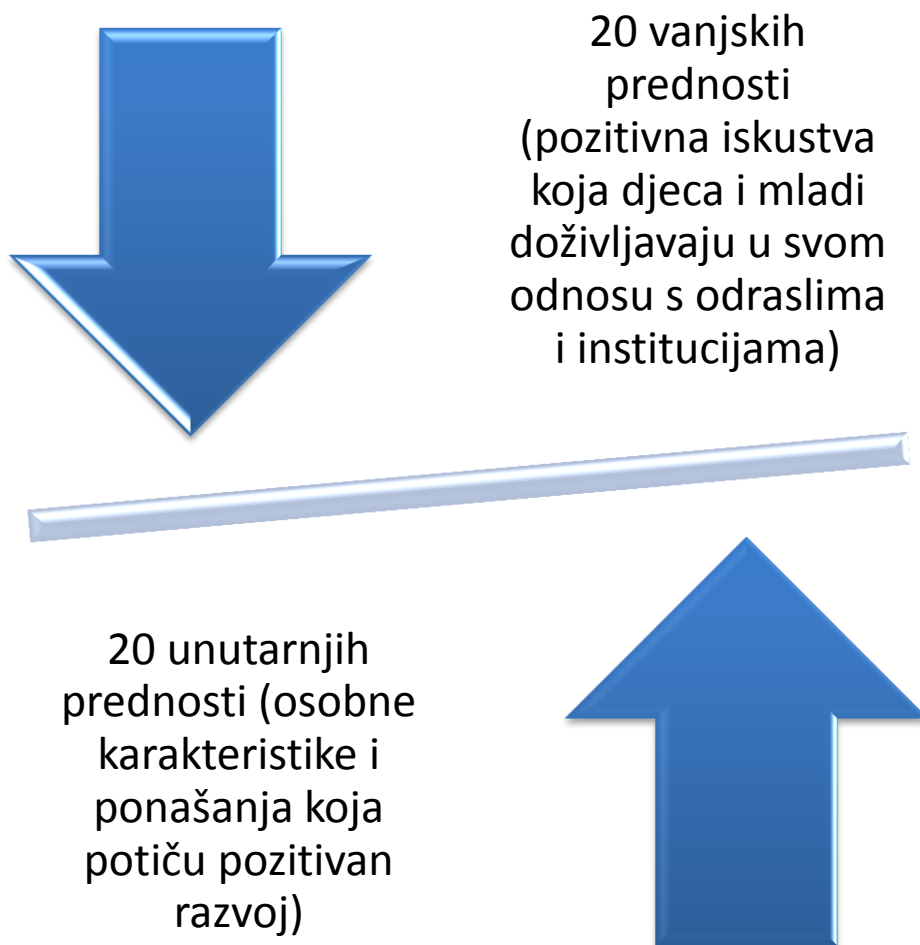 20 vanjskih
prednosti
(pozitivna iskustva
koja djeca i mladi
doživljavaju u svom
odnosu s odraslima
i institucijama)
20 unutarnjih
prednosti (osobne
karakteristike i
ponašanja koja
potiču pozitivan
razvoj)